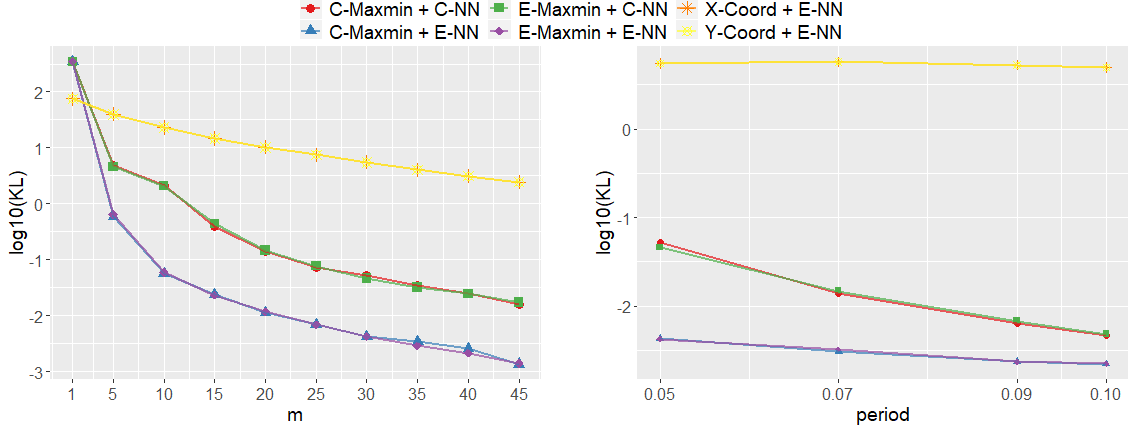 C-Maxmin + C-NN E-Maxmin + C-NN X-Coord + E-NN
C-Maxmin + E-NN E-Maxmin + E-NN Y-Coord + E-NN
log10(KL)
2
1
0
-1
-2
-3
1 5 10 15 20 25 30 35 40 45
m
log10(KL)
0
-1
-2
0.05 0.07 0.09 0.10
period